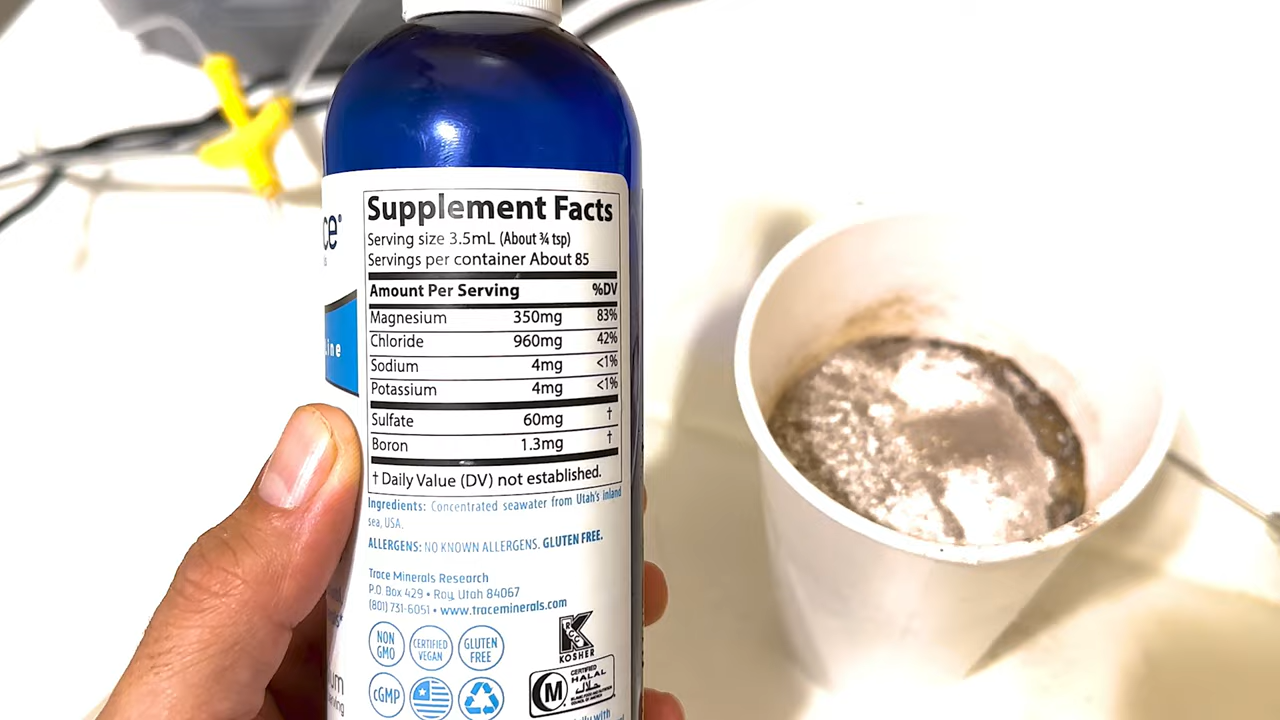 ce®
Line
Supplement Facts
Serving size 3.5mL (About ¾ tsp)
Servings per container About 85
Amount Per Serving %DV
Magnesium 350mg 83%
Chloride 960mg 42%
Sodium 4mg <1%
Potassium 4mg <1%
Sulfate 60mg †
Boron 1.3mg †
† Daily Value (DV) not established.
Ingredients: Concentrated seawater from Utah's inland
sea, USA.
ALLERGENS: NO KNOWN ALLERGENS. GLUTEN FREE.
Trace Minerals Research
P.O. Box 429 • Roy, Utah 84067
(801) 731-6051 • www.traceminerals.com
NON
GMO
CERTIFIED
VEGAN
GLUTEN
FREE
KOSHER
cGMP
M
CERTIFIED
HALAL